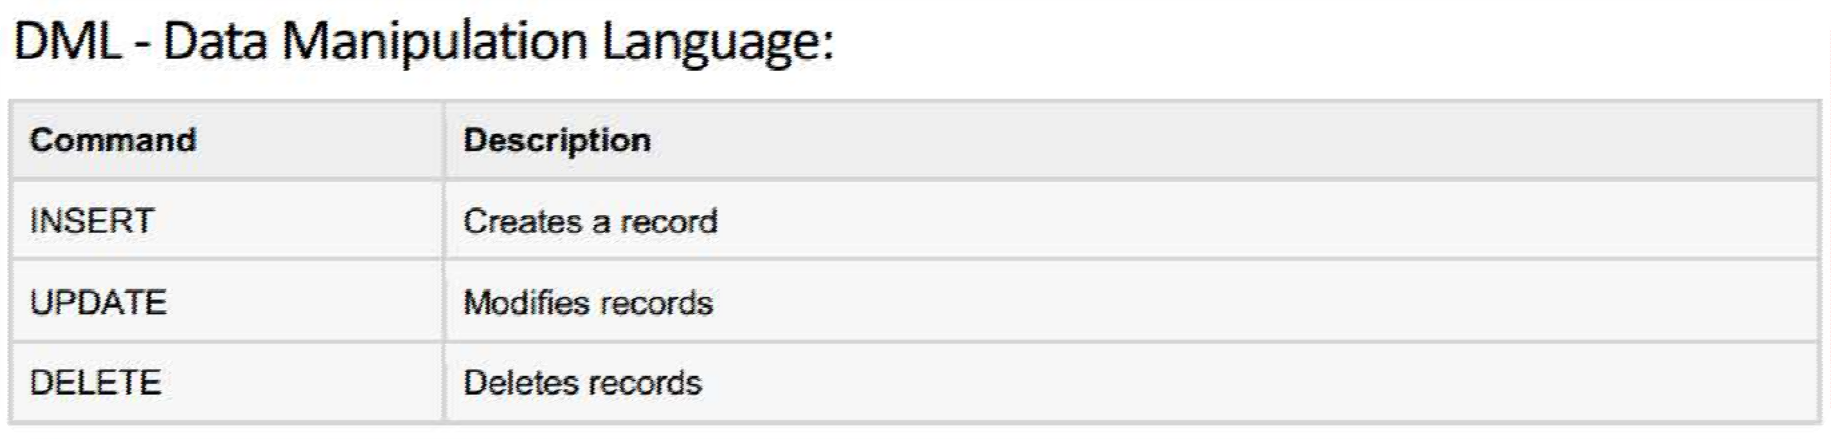 DML - Data Manipulation Language:
Command Description
INSERT Creates a record
UPDATE Modifies records
DELETE Deletes records